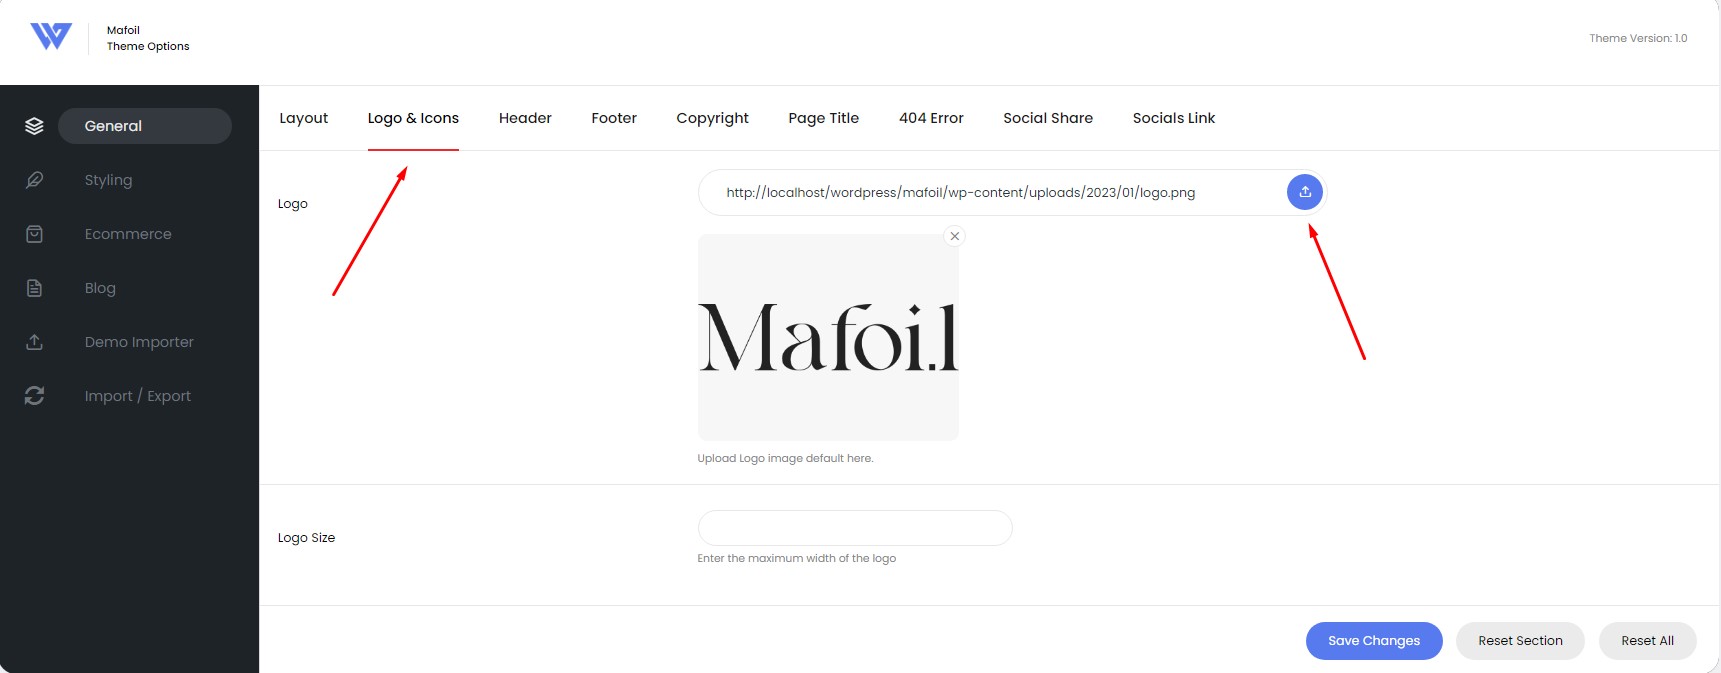 Mafoil
Theme Options
Theme Version: 1.0
General
Styling
Ecommerce
Blog
Demo Importer
Import / Export
Layout
Logo & Icons
Header
Footer
Copyright
Page Title
404 Error
Social Share
Socials Link
Logo
http://localhost/wordpress/mafoil/wp-content/uploads/2023/01/logo.png
Mafoi.l
Upload Logo image default here.
Logo Size
Enter the maximum width of the logo
Save Changes
Reset Section
Reset All